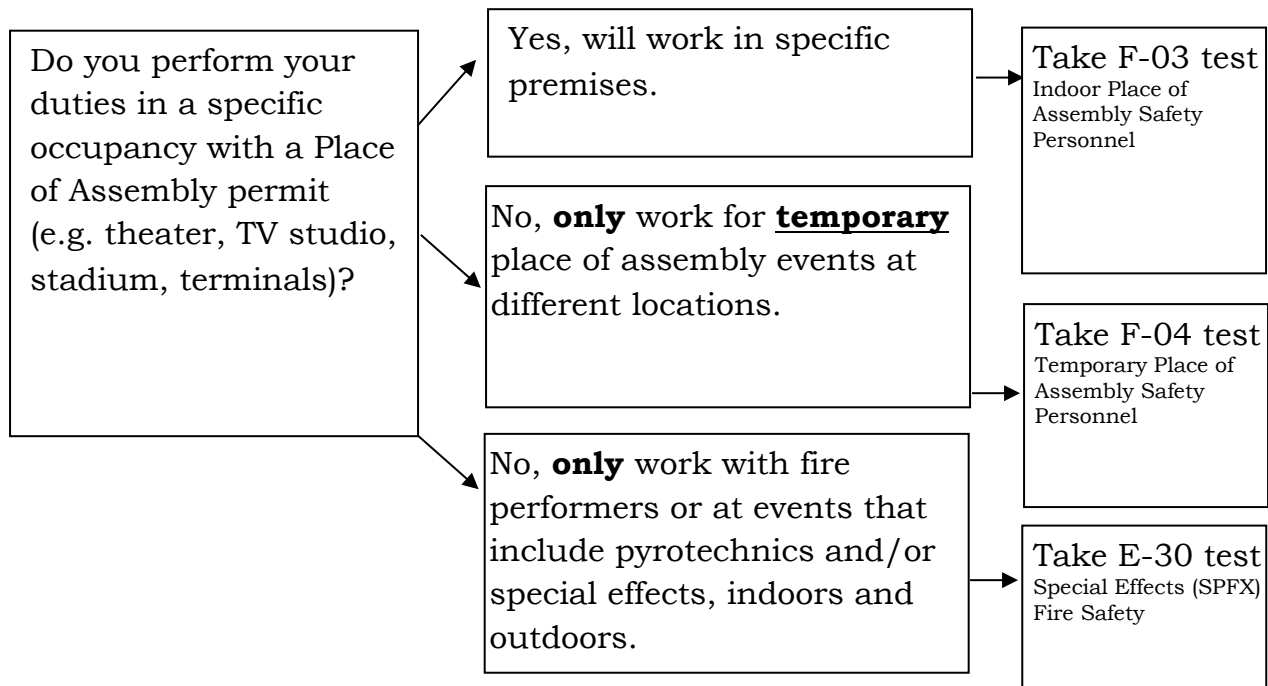 Do you perform your
duties in a specific
occupancy with a Place
of Assembly permit
(e.g. theater, TV studio,
stadium, terminals)?
Yes, will work in specific
premises.
Take F-03 test
Indoor Place of
Assembly Safety
Personnel
No, only work for temporary
place of assembly events at
different locations.
Take F-04 test
Temporary Place of
Assembly Safety
Personnel
No, only work with fire
performers or at events that
include pyrotechnics and/or
special effects, indoors and
outdoors.
Take E-30 test
Special Effects (SPFX)
Fire Safety